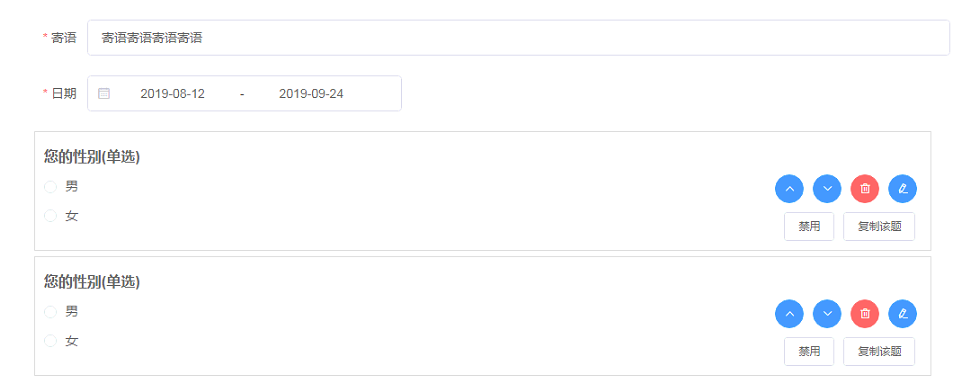 * 寄语 寄语寄语寄语寄语
* 日期 2019-08-12 - 2019-09-24
您的性别(单选)
男
女
禁用 复制该题
您的性别(单选)
男
女
禁用 复制该题